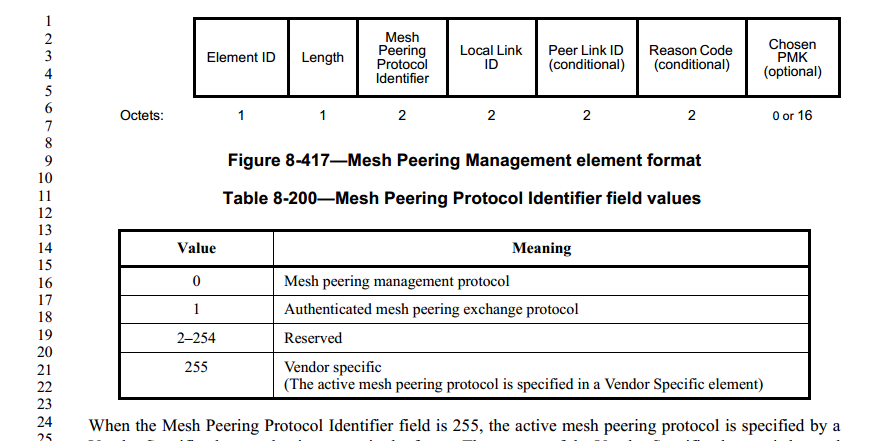 1
2
3
4
5
6
7
8
9
10
11
12
13
14
15
16
17
18
19
20
21
22
23
24
25
Element ID
Length
Mesh
Peering
Protocol
Identifier
Local Link
ID
Peer Link ID
(conditional)
Reason Code
(conditional)
Chosen
PMK
(optional)
Octets: 1 1 2 2 2 2 0 or 16
Figure 8-417—Mesh Peering Management element format
Table 8-200—Mesh Peering Protocol Identifier field values
Value Meaning
0 Mesh peering management protocol
1 Authenticated mesh peering exchange protocol
2–254 Reserved
255 Vendor specific
(The active mesh peering protocol is specified in a Vendor Specific element)
When the Mesh Peering Protocol Identifier field is 255, the active mesh peering protocol is specified by a